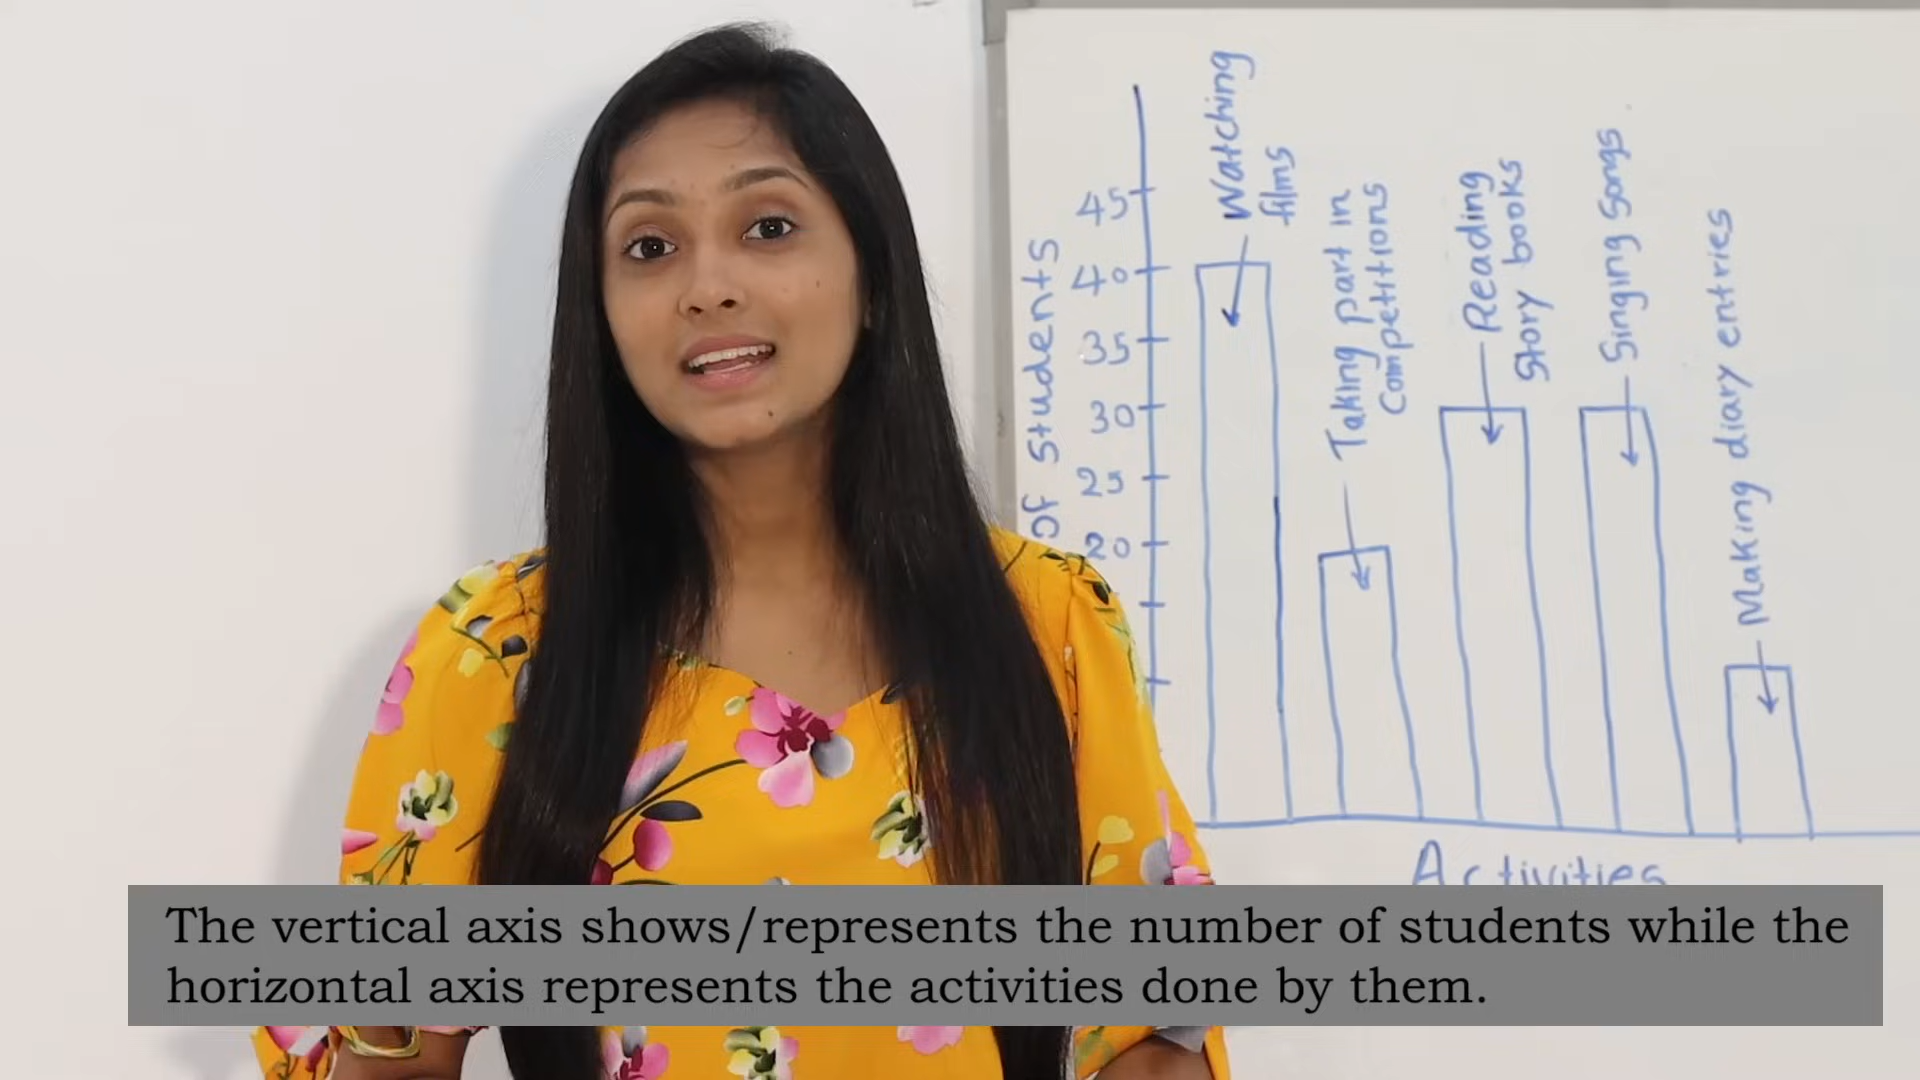 of students
45
40
35
30
25
20
Watching
films
Taking part in
Competitions
Reading
Story books
Singing songs
Making diary entries
Activities
The vertical axis shows/represents the number of students while the
horizontal axis represents the activities done by them.